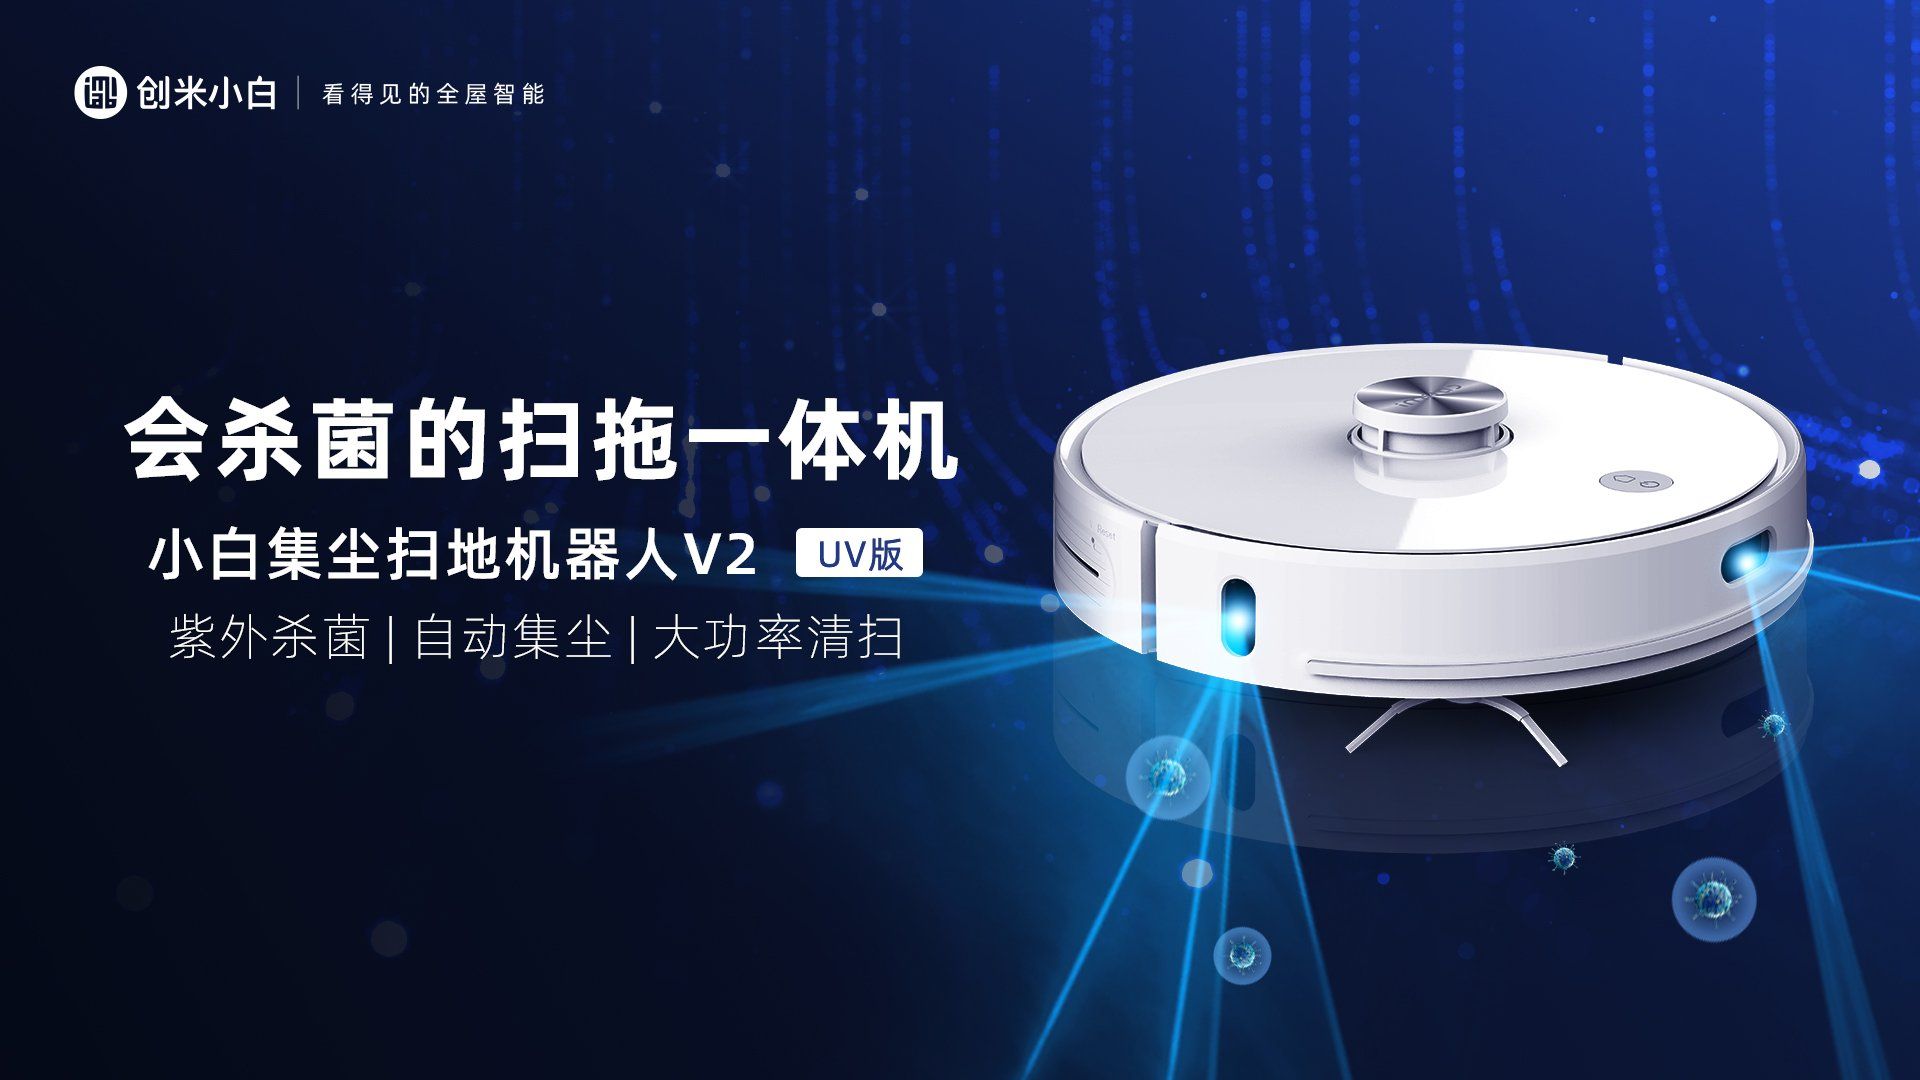 创米小白 | 看得见的全屋智能
会杀菌的扫拖一体机
小白集尘扫地机器人V2 UV版
紫外杀菌 | 自动集尘 | 大功率清扫
Reset